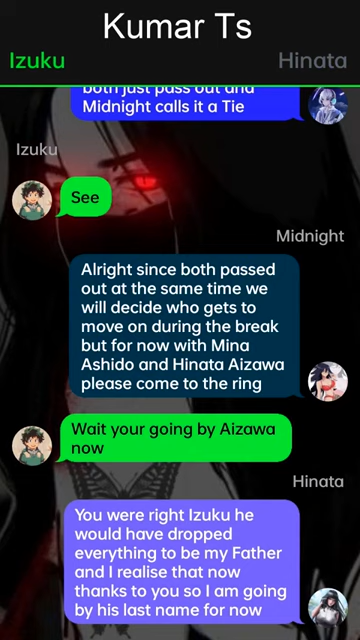 Kumar Ts
Izuku
Hinata
both just pass out and
Midnight calls it a Tie
Izuku
See
Midnight
Alright since both passed
out at the same time we
will decide who gets to
move on during the break
but for now with Mina
Ashido and Hinata Aizawa
please come to the ring
Wait your going by Aizawa
now
Hinata
You were right Izuku he
would have dropped
everything to be my Father
and I realise that now
thanks to you so I am going
by his last name for now